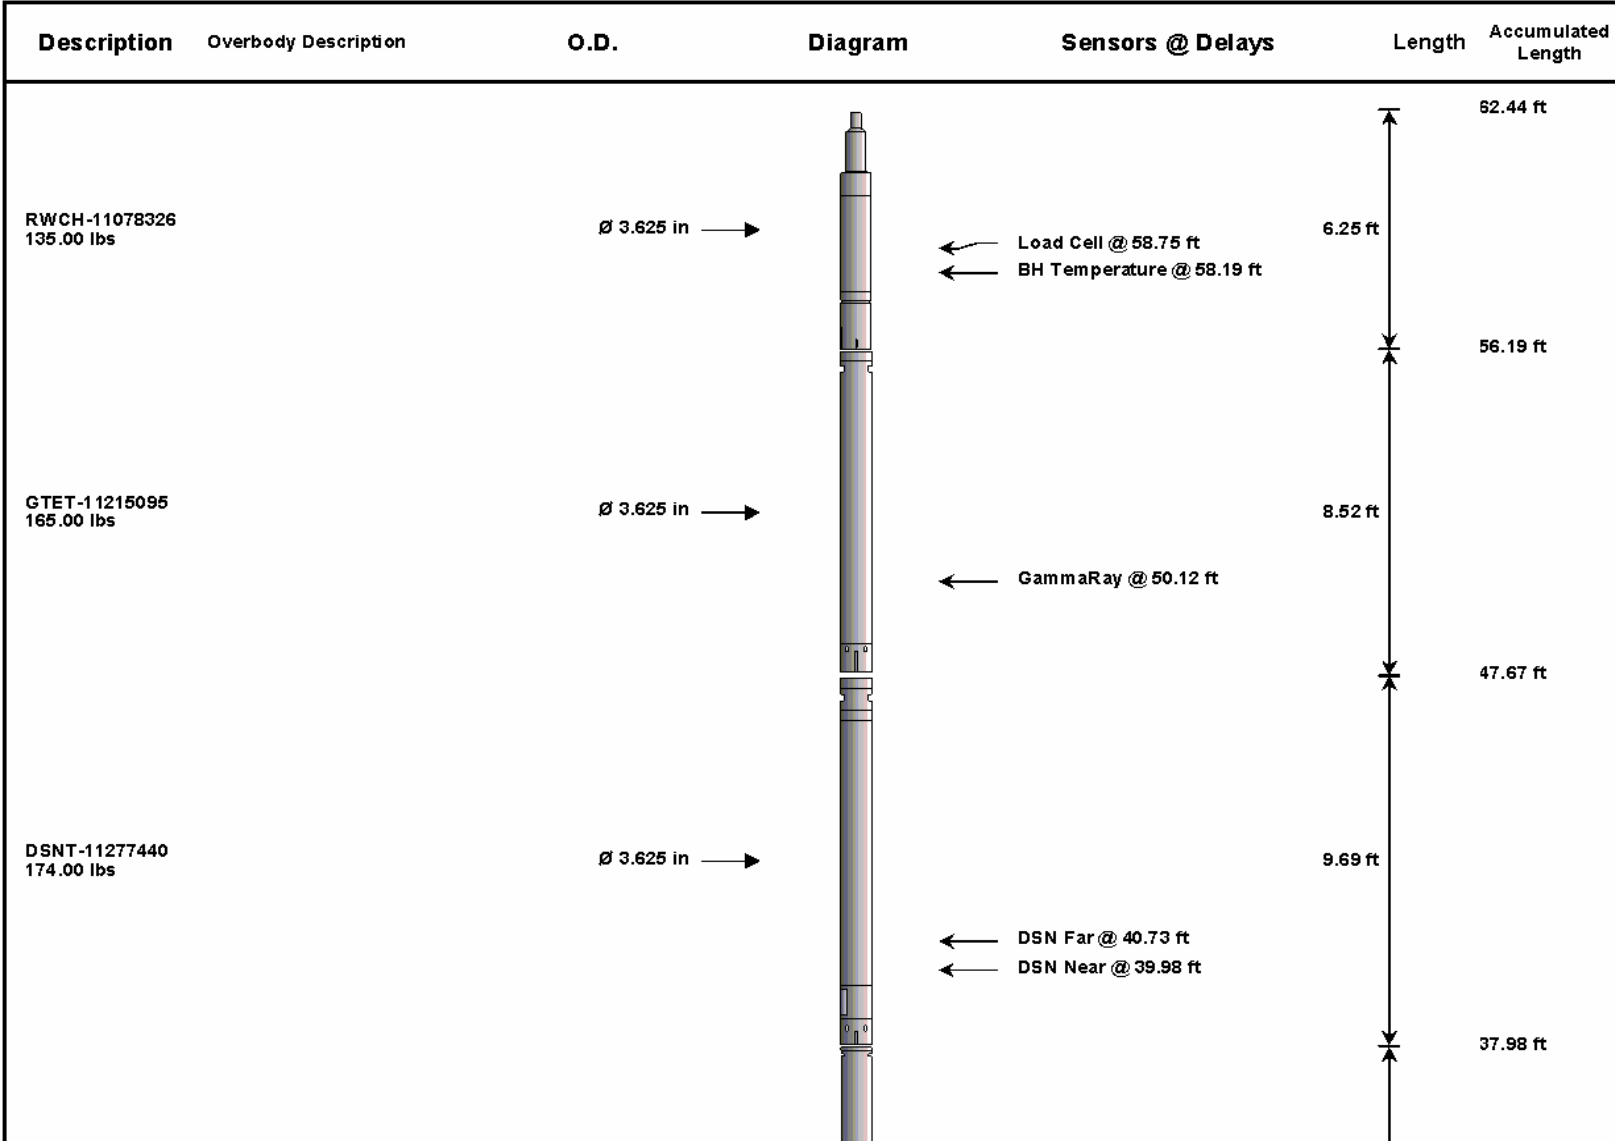 Description Overbody Description O.D. Diagram Sensors @ Delays Length Accumulated
Length
62.44 ft
RWCH-11078326
135.00 lbs
Ø 3.625 in
Load Cell @ 58.75 ft
BH Temperature @ 58.19 ft
6.25 ft
56.19 ft
GTET-11215095
165.00 lbs
Ø 3.625 in
8.52 ft
GammaRay @ 50.12 ft
47.67 ft
DSNT-11277440
174.00 lbs
Ø 3.625 in
9.69 ft
DSN Far @ 40.73 ft
DSN Near @ 39.98 ft
37.98 ft